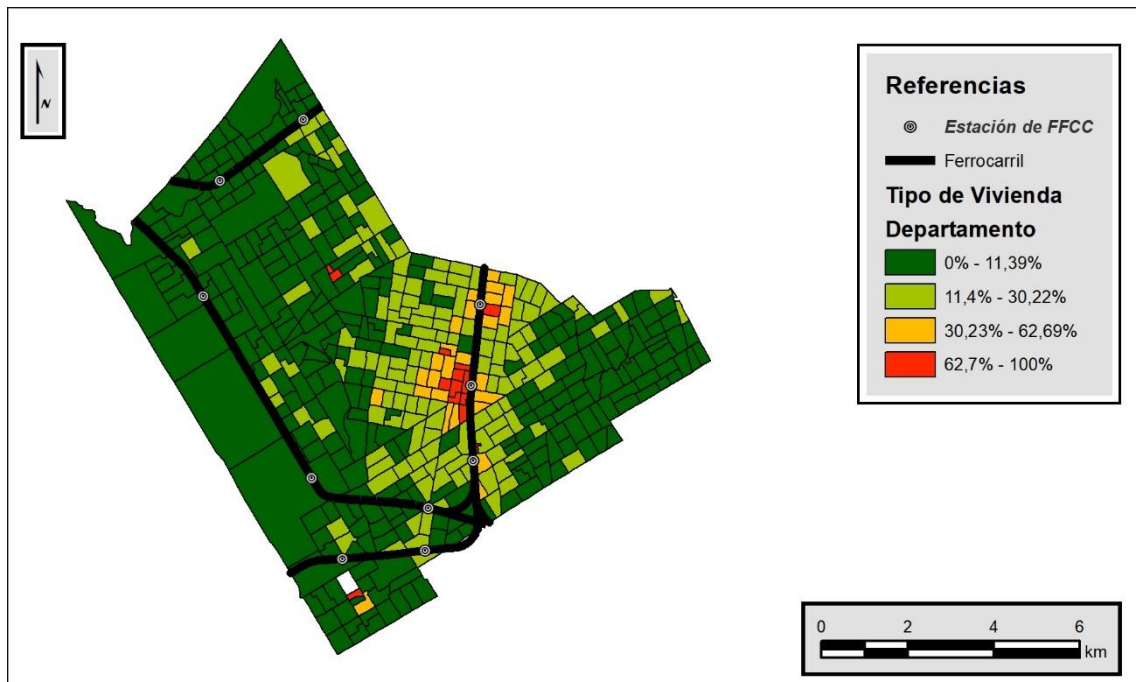 N
Referencias
Estación de FFCC
Ferrocarril
Tipo de Vivienda
Departamento
0% - 11,39%
11,4% - 30,22%
30,23% - 62,69%
62,7% - 100%
0 2 4 6
km